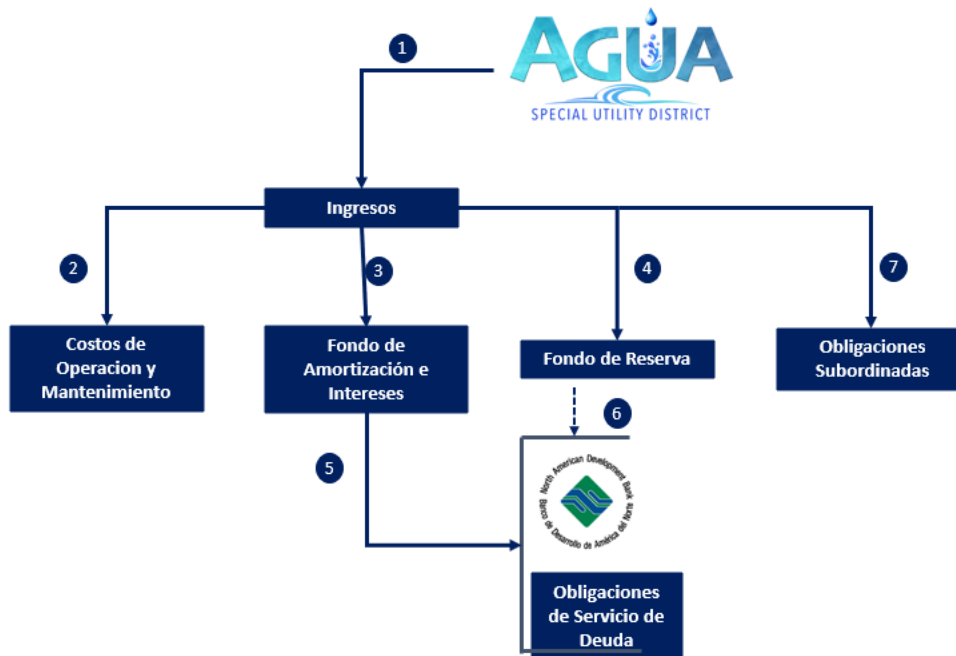 1
AGUA
SPECIAL UTILITY DISTRICT
Ingresos
2
3
4
7
Costos de
Operacion y
Mantenimiento
Fondo de
Amortización e
Intereses
Fondo de Reserva
Obligaciones
Subordinadas
5
6
North American Development Bank
Banco de Desarrollo de América del Norte
Obligaciones
de Servicio de
Deuda